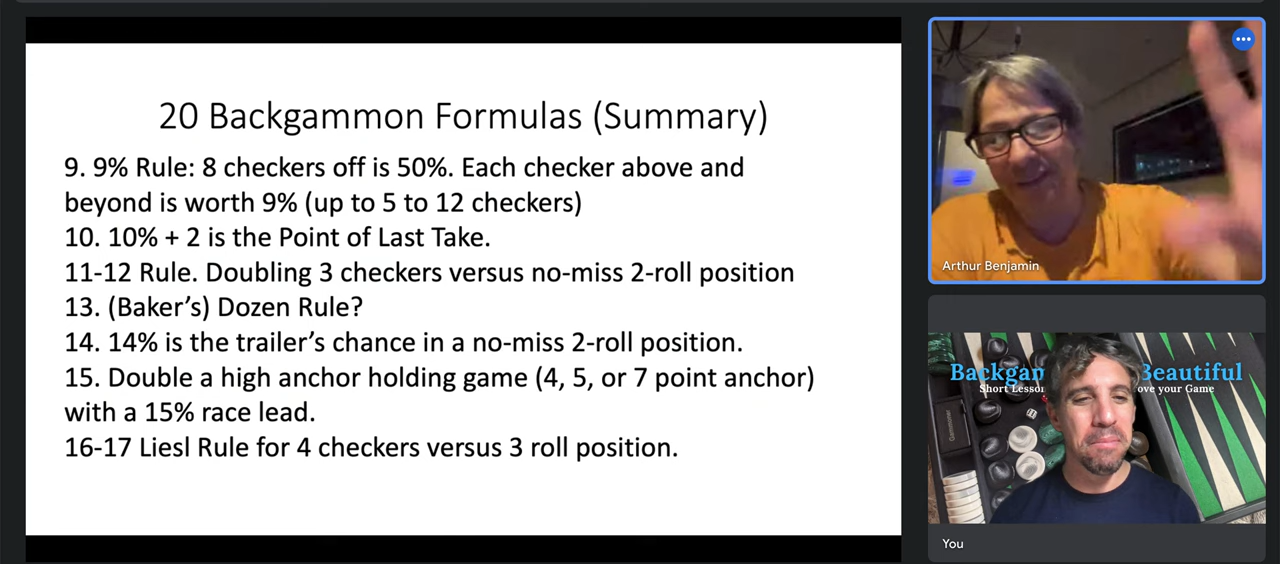 20 Backgammon Formulas (Summary)
9. 9% Rule: 8 checkers off is 50%. Each checker above and
beyond is worth 9% (up to 5 to 12 checkers)
10. 10% + 2 is the Point of Last Take.
11-12 Rule. Doubling 3 checkers versus no-miss 2-roll position
13. (Baker's) Dozen Rule?
14. 14% is the trailer's chance in a no-miss 2-roll position.
15. Double a high anchor holding game (4, 5, or 7 point anchor)
with a 15% race lead.
16-17 Liesl Rule for 4 checkers versus 3 roll position.
Arthur Benjamin
Backgam Beautiful
Short Lesson ove your Game
You